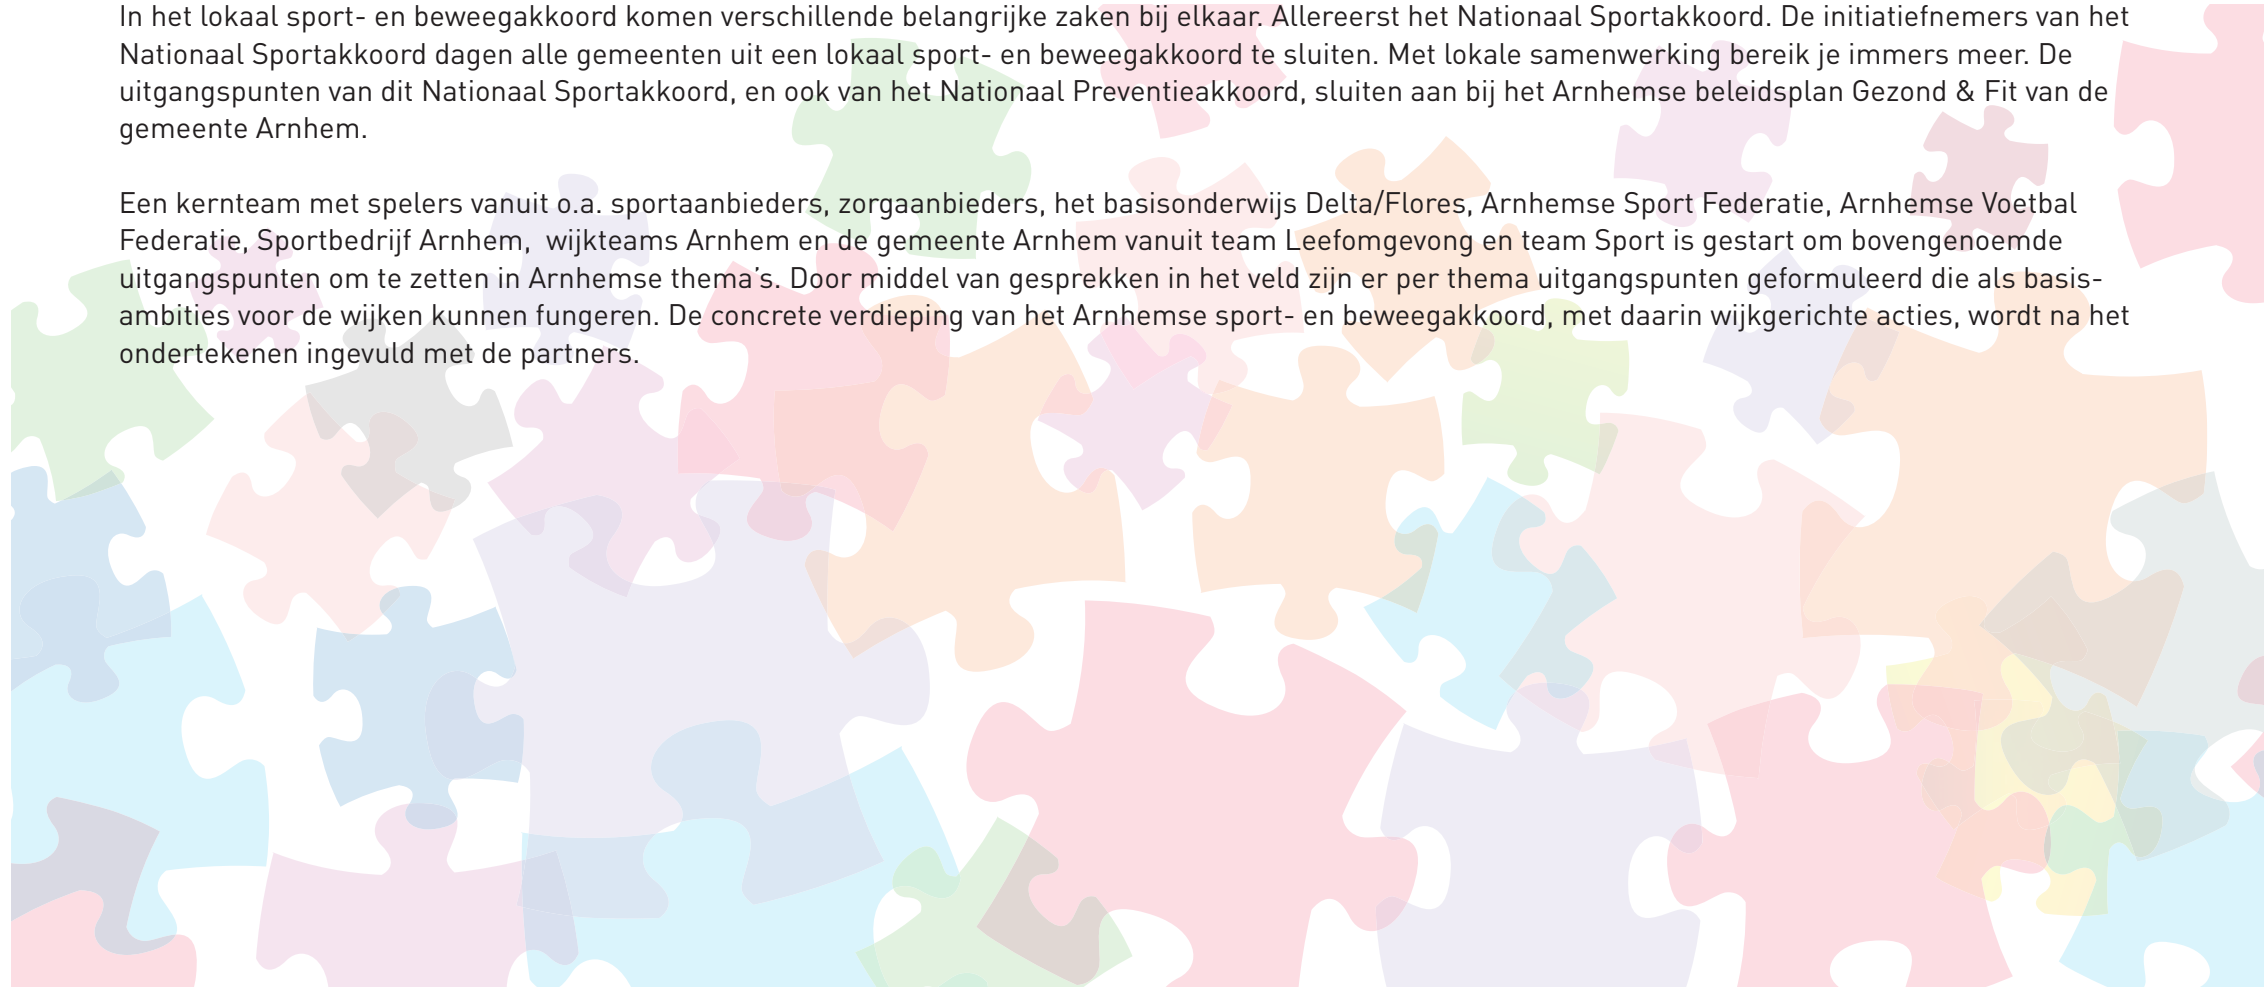 In het lokaal sport- en beweegakkoord komen verschillende belangrijke zaken bij elkaar. Allereerst het Nationaal Sportakkoord. De initiatiefnemers van het
Nationaal Sportakkoord dagen alle gemeenten uit een lokaal sport- en beweegakkoord te sluiten. Met lokale samenwerking bereik je immers meer. De
uitgangspunten van dit Nationaal Sportakkoord, en ook van het Nationaal Preventieakkoord, sluiten aan bij het Arnhemse beleidsplan Gezond & Fit van de
gemeente Arnhem.
Een kernteam met spelers vanuit o.a. sportaanbieders, zorgaanbieders, het basisonderwijs Delta/Flores, Arnhemse Sport Federatie, Arnhemse Voetbal
Federatie, Sportbedrijf Arnhem,  wijkteams Arnhem en de gemeente Arnhem vanuit team Leefomgevong en team Sport is gestart om bovengenoemde
uitgangspunten om te zetten in Arnhemse thema's. Door middel van gesprekken in het veld zijn er per thema uitgangspunten geformuleerd die als basis-
ambities voor de wijken kunnen fungeren. De concrete verdieping van het Arnhemse sport- en beweegakkoord, met daarin wijkgerichte acties, wordt na het
ondertekenen ingevuld met de partners.